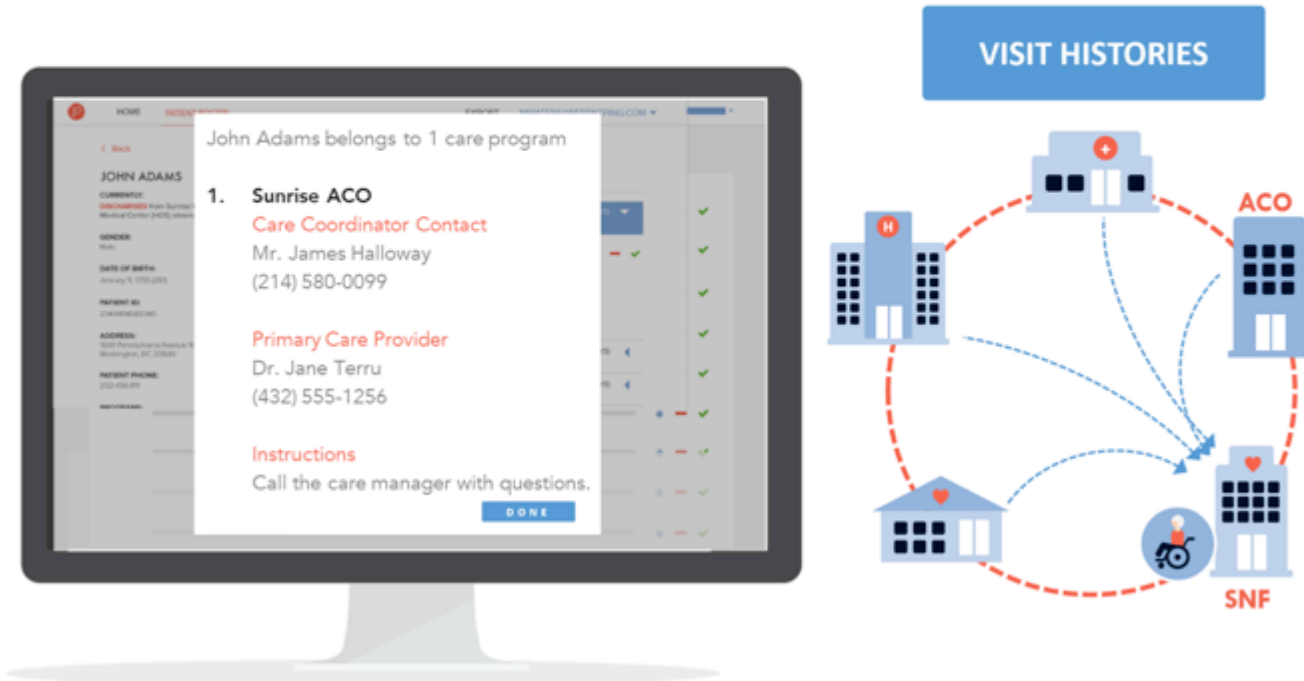 VISIT HISTORIES
HOME
John Adams belongs to 1 care program
1. Sunrise ACO
Care Coordinator Contact
Mr. James Halloway
(214) 580-0099
Primary Care Provider
Dr. Jane Terru
(432) 555-1256
Instructions
Call the care manager with questions.
DONE
< Back
JOHN ADAMS
CURRENTLY:
GENDER:
DATE OF BIRTH:
PATIENT ID:
ADDRESS:
PATIENT PHONE:
H
ACO
SNF